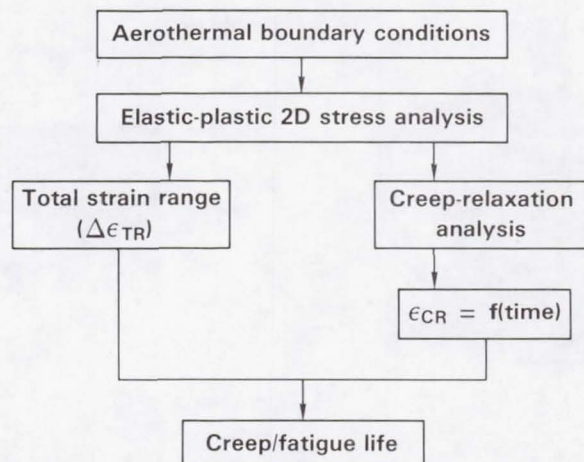 Aerothermal boundary conditions
Elastic-plastic 2D stress analysis
Total strain range
(Δϵ_TR)
Creep-relaxation
analysis
ϵ_CR = f(time)
Creep/fatigue life